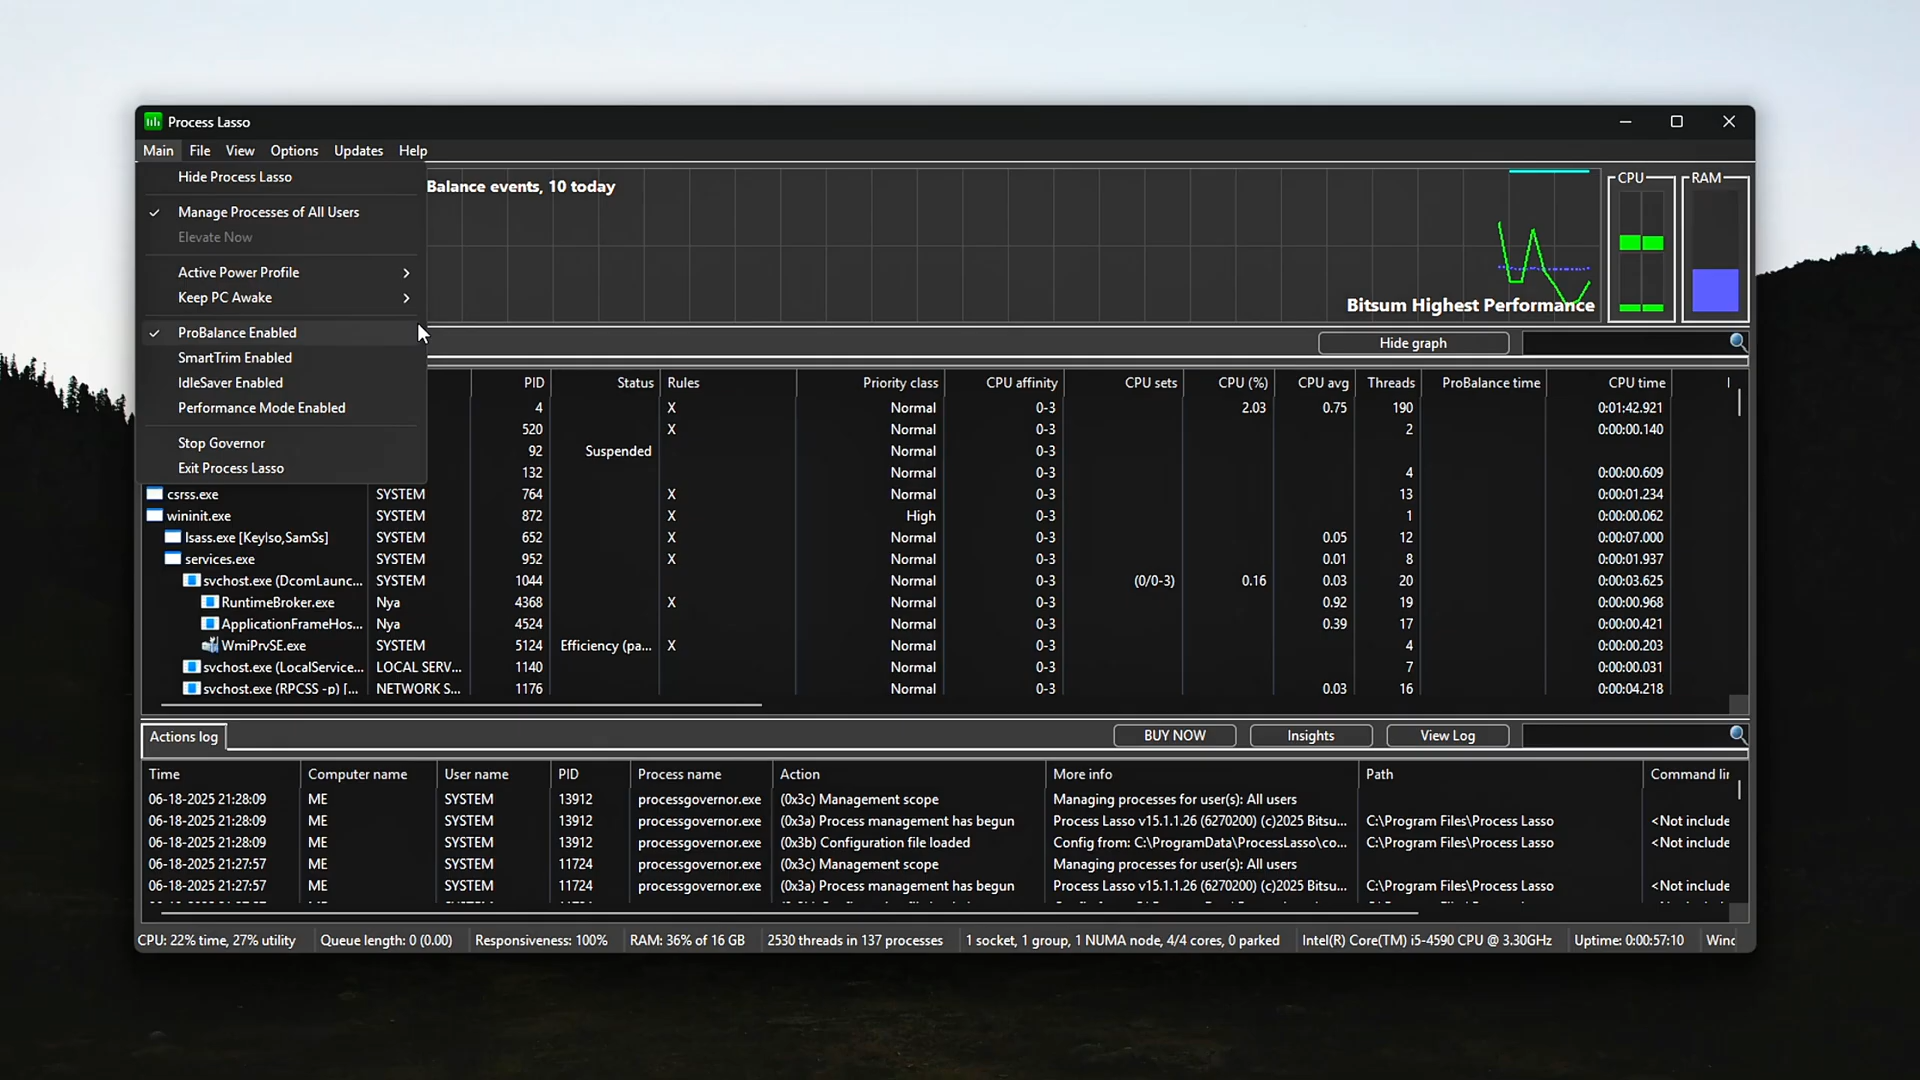 Process Lasso
Main File View Options Updates Help
Hide Process Lasso
Manage Processes of All Users
Elevate Now
Active Power Profile
Keep PC Awake
ProBalance Enabled
SmartTrim Enabled
IdleSaver Enabled
Performance Mode Enabled
Stop Governor
Exit Process Lasso
Balance events, 10 today
Bitsum Highest Performance
CPU RAM
Hide graph
PID Status Rules Priority class CPU affinity CPU sets CPU (%) CPU avg Threads ProBalance time CPU time
4 X Normal 0-3 2.03 0.75 190 0:01:42.921
520 X Normal 0-3 2 0:00:00.140
92 Suspended Normal 0-3
132 Normal 0-3 4 0:00:00.609
csrss.exe SYSTEM 764 X Normal 0-3 13 0:00:01.234
wininit.exe SYSTEM 872 X High 0-3 1 0:00:00.062
lsass.exe [KeyIso,SamSs] SYSTEM 652 X Normal 0-3 0.05 12 0:00:07.000
services.exe SYSTEM 952 X Normal 0-3 0.01 8 0:00:01.937
svchost.exe (DcomLaunc... SYSTEM 1044 Normal 0-3 (0/0-3) 0.16 0.03 20 0:00:03.625
RuntimeBroker.exe Nya 4368 X Normal 0-3 0.92 19 0:00:00.968
ApplicationFrameHos... Nya 4524 Normal 0-3 0.39 17 0:00:00.421
WmiPrvSE.exe SYSTEM 5124 Efficiency (pa... X Normal 0-3 4 0:00:00.203
svchost.exe (LocalService... LOCAL SERV... 1140 Normal 0-3 7 0:00:00.031
svchost.exe (RPCSS -p) [... NETWORK S... 1176 Normal 0-3 0.03 16 0:00:04.218
Actions log BUY NOW Insights View Log
Time Computer name User name PID Process name Action More info Path Command lin
06-18-2025 21:28:09 ME SYSTEM 13912 processgovernor.exe (0x3c) Management scope Managing processes for user(s): All users
06-18-2025 21:28:09 ME SYSTEM 13912 processgovernor.exe (0x3a) Process management has begun Process Lasso v15.1.1.26 (6270200) (c)2025 Bitsu... C:\Program Files\Process Lasso <Not include
06-18-2025 21:28:09 ME SYSTEM 13912 processgovernor.exe (0x3b) Configuration file loaded Config from: C:\ProgramData\ProcessLasso\co... C:\Program Files\Process Lasso <Not include
06-18-2025 21:27:57 ME SYSTEM 11724 processgovernor.exe (0x3c) Management scope Managing processes for user(s): All users
06-18-2025 21:27:57 ME SYSTEM 11724 processgovernor.exe (0x3a) Process management has begun Process Lasso v15.1.1.26 (6270200) (c)2025 Bitsu... C:\Program Files\Process Lasso <Not include
CPU: 22% time, 27% utility Queue length: 0 (0.00) Responsiveness: 100% RAM: 36% of 16 GB 2530 threads in 137 processes 1 socket, 1 group, 1 NUMA node, 4/4 cores, 0 parked Intel(R) Core(TM) i5-4590 CPU @ 3.30GHz Uptime: 0:00:57:10 Winc